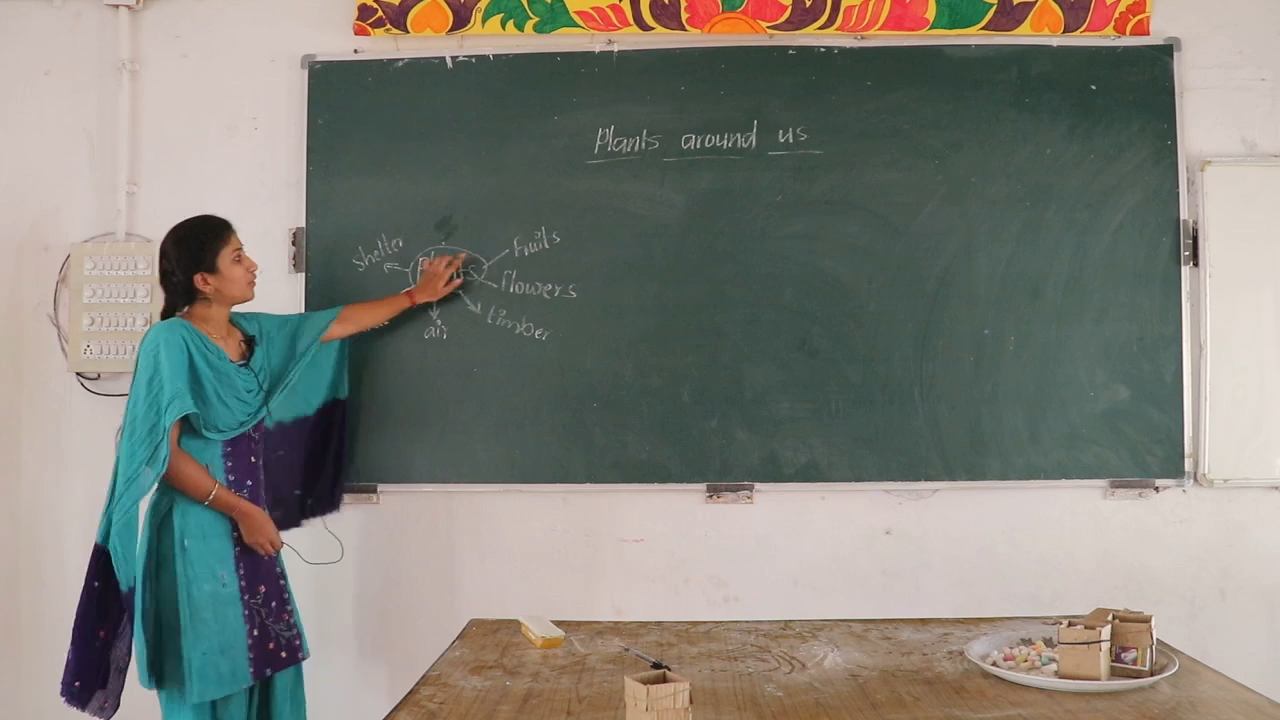 Plants around us
shelter
fruits
flowers
timber
air